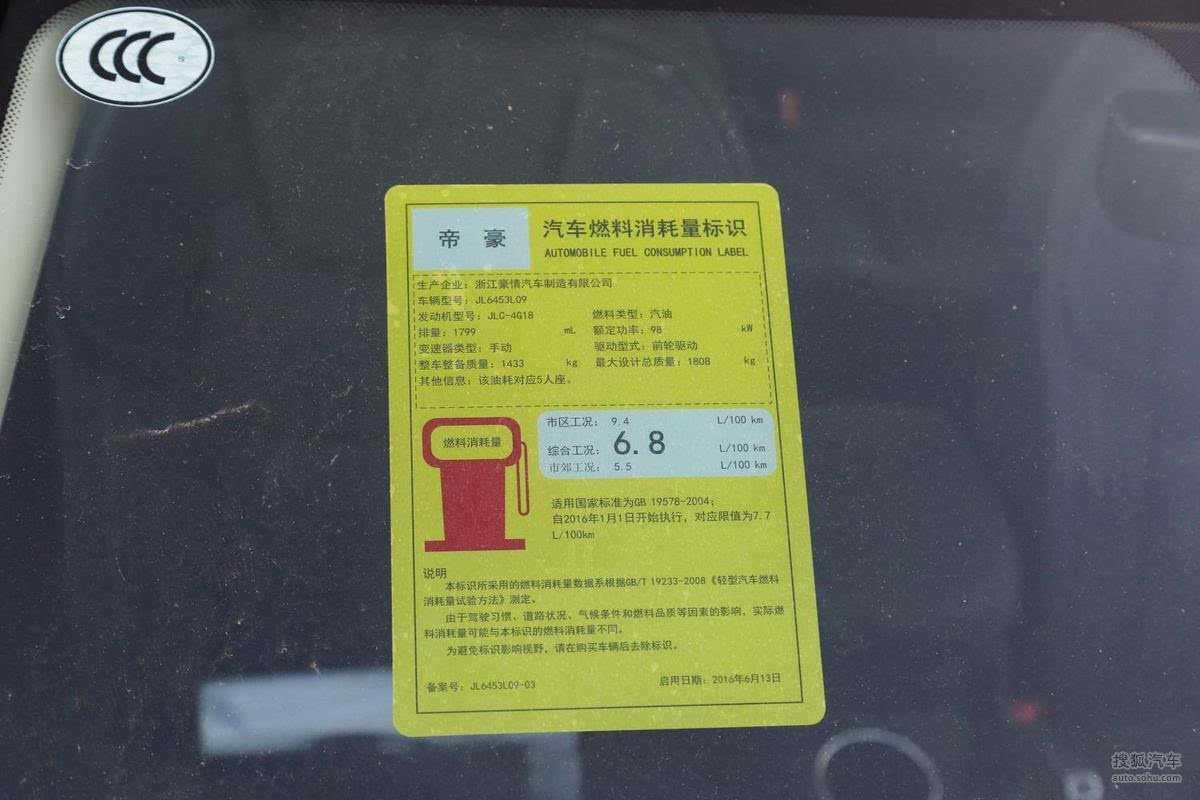 CCC
S
帝豪
汽车燃料消耗量标识
AUTOMOBILE FUEL CONSUMPTION LABEL
生产企业：浙江豪情汽车制造有限公司
车辆型号：JL6453L09
发动机型号：JLC-4G18 燃料类型：汽油
排量：1799 mL 额定功率：98 kW
变速器类型：手动 驱动型式：前轮驱动
整车整备质量：1433 kg 最大设计总质量：1808 kg
其他信息：该油耗对应5人座。
燃料消耗量
市区工况：9.4 L/100 km
综合工况：6.8 L/100 km
市郊工况：5.5 L/100 km
适用国家标准为GB 19578-2004；
自2016年1月1日开始执行，对应限值为7.7
L/100km
说明
本标识所采用的燃料消耗量数据系根据GB/T 19233-2008《轻型汽车燃料
消耗量试验方法》测定。
由于驾驶习惯、道路状况、气候条件和燃料品质等因素的影响，实际燃
料消耗量可能与本标识的燃料消耗量不同。
为避免标识影响视野，请在购买车辆后去除标识。
备案号：JL6453L09-03 启用日期：2016年6月13日
搜狐汽车
auto.sohu.com